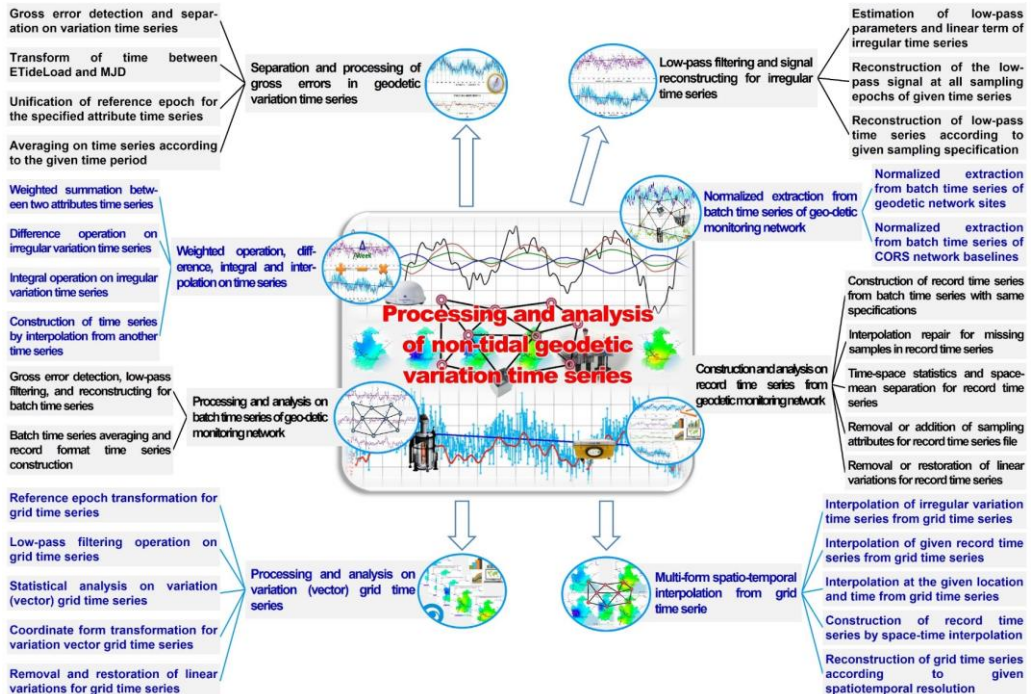 Gross error detection and separ-
ation on variation time series
Transform of time between
ETideLoad and MJD
Unification of reference epoch for
the specified attribute time series
Averaging on time series according
to the given time period
Separation and processing of
gross errors in geodetic
variation time series
Low-pass filtering and signal
reconstructing for irregular
time series
Estimation of low-pass
parameters and linear term of
irregular time series
Reconstruction of the low-
pass signal at all sampling
epochs of given time series
Reconstruction of low-pass
time series according to
given sampling specification
Weighted summation betw-
een two attributes time series
Difference operation on
irregular variation time series
Integral operation on irregular
variation time series
Construction of time series
by interpolation from another
time series
Weighted operation, diff-
erence, integral and inter-
polation on time series
Week
Normalized extraction from
batch time series of geo-detic
monitoring network
Normalized extraction
from batch time series of
geodetic network sites
Normalized extraction
from batch time series of
CORS network baselines
Processing and analysis
of non-tidal geodetic
variation time series
Gross error detection, low-pass
filtering, and reconstructing for
batch time series
Batch time series averaging and
record format time series
construction
Processing and analysis on
batch time series of geo-detic
monitoring network
Construction and analysis on
record time series from
geodetic monitoring network
Construction of record time series
from batch time series with same
specifications
Interpolation repair for missing
samples in record time series
Time-space statistics and space-
mean separation for record time
series
Removal or addition of sampling
attributes for record time series file
Removal or restoration of linear
variations for record time series
Reference epoch transformation for
grid time series
Low-pass filtering operation on
grid time series
Statistical analysis on variation
(vector) grid time series
Coordinate form transformation for
variation vector grid time series
Removal and restoration of linear
variations for grid time series
Processing and analysis on
variation (vector) grid time
series
Multi-form spatio-temporal
interpolation from grid
time serie
Interpolation of irregular variation
time series from grid time series
Interpolation of given record time
series from grid time series
Interpolation at the given location
and time from grid time series
Construction of record time
series by space-time interpolation
Reconstruction of grid time series
according to given
spatiotemporal resolution